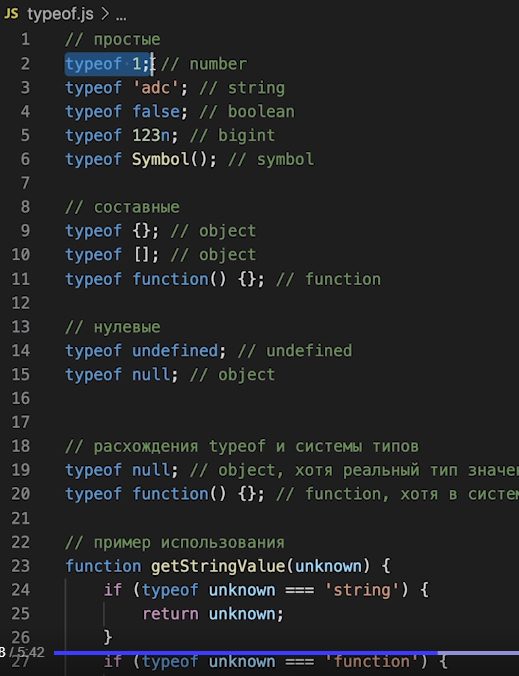 JS typeof.js > ...
1 // простые
2 typeof 1; // number
3 typeof 'adc'; // string
4 typeof false; // boolean
5 typeof 123n; // bigint
6 typeof Symbol(); // symbol
7
8 // составные
9 typeof {}; // object
10 typeof []; // object
11 typeof function() {}; // function
12
13 // нулевые
14 typeof undefined; // undefined
15 typeof null; // object
16
17
18 // расхождения typeof и системы типов
19 typeof null; // object, хотя реальный тип значе
20 typeof function() {}; // function, хотя в систем
21
22 // пример использования
23 function getStringValue(unknown) {
24 if (typeof unknown === 'string') {
25 return unknown;
26 }
8 / 5:42
27 if (typeof unknown === 'function') {